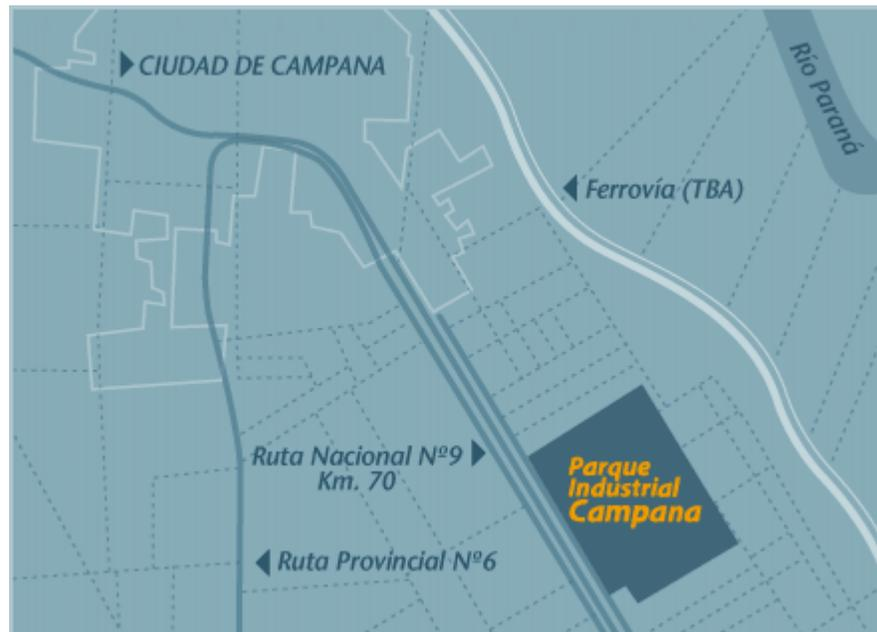 CIUDAD DE CAMPANA
Río Paraná
Ferrovía (TBA)
Ruta Nacional Nº9
Km. 70
Parque
Industrial
Campana
Ruta Provincial Nº6